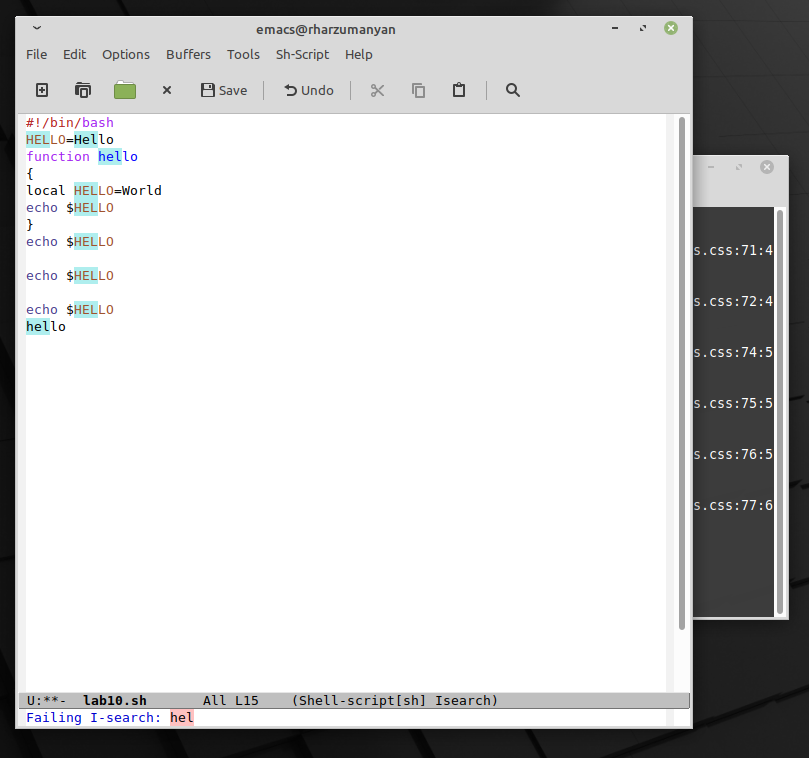 emacs@rharzumanyan
File Edit Options Buffers Tools Sh-Script Help
Save Undo
#!/bin/bash
HELLO=Hello
function hello
{
local HELLO=World
echo $HELLO
}
echo $HELLO
echo $HELLO
echo $HELLO
hello
U:**- lab10.sh All L15 (Shell-script[sh] Isearch)
Failing I-search: hel
s.css:71:4
s.css:72:4
s.css:74:5
s.css:75:5
s.css:76:5
s.css:77:6